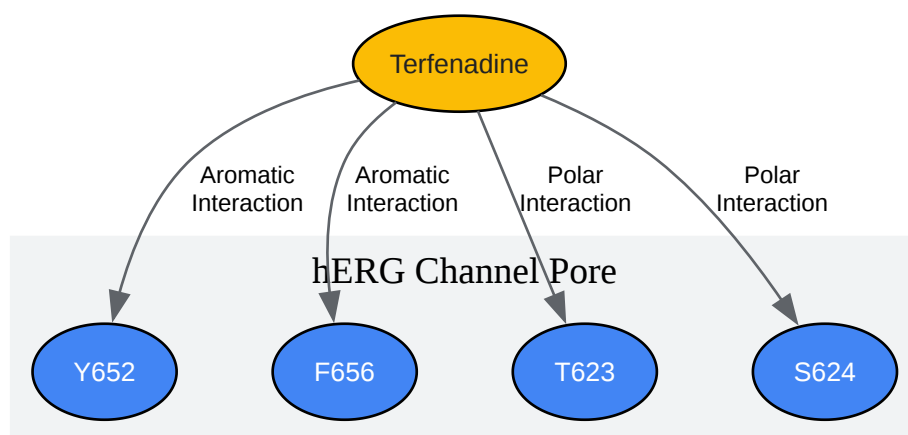 Terfenadine
Aromatic
Interaction
Aromatic
Interaction
Polar
Interaction
Polar
Interaction
hERG Channel Pore
Y652
F656
T623
S624